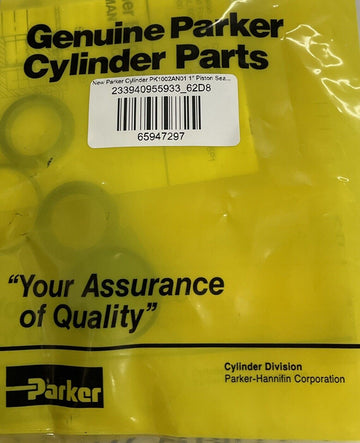 Genuine Parker
Cylinder Parts
New Parker Cylinder PK1002AN01 1" Piston Sea...
233940955933_62D8
65947297
"Your Assurance
of Quality"
Parker
Cylinder Division
Parker-Hannifin Corporation